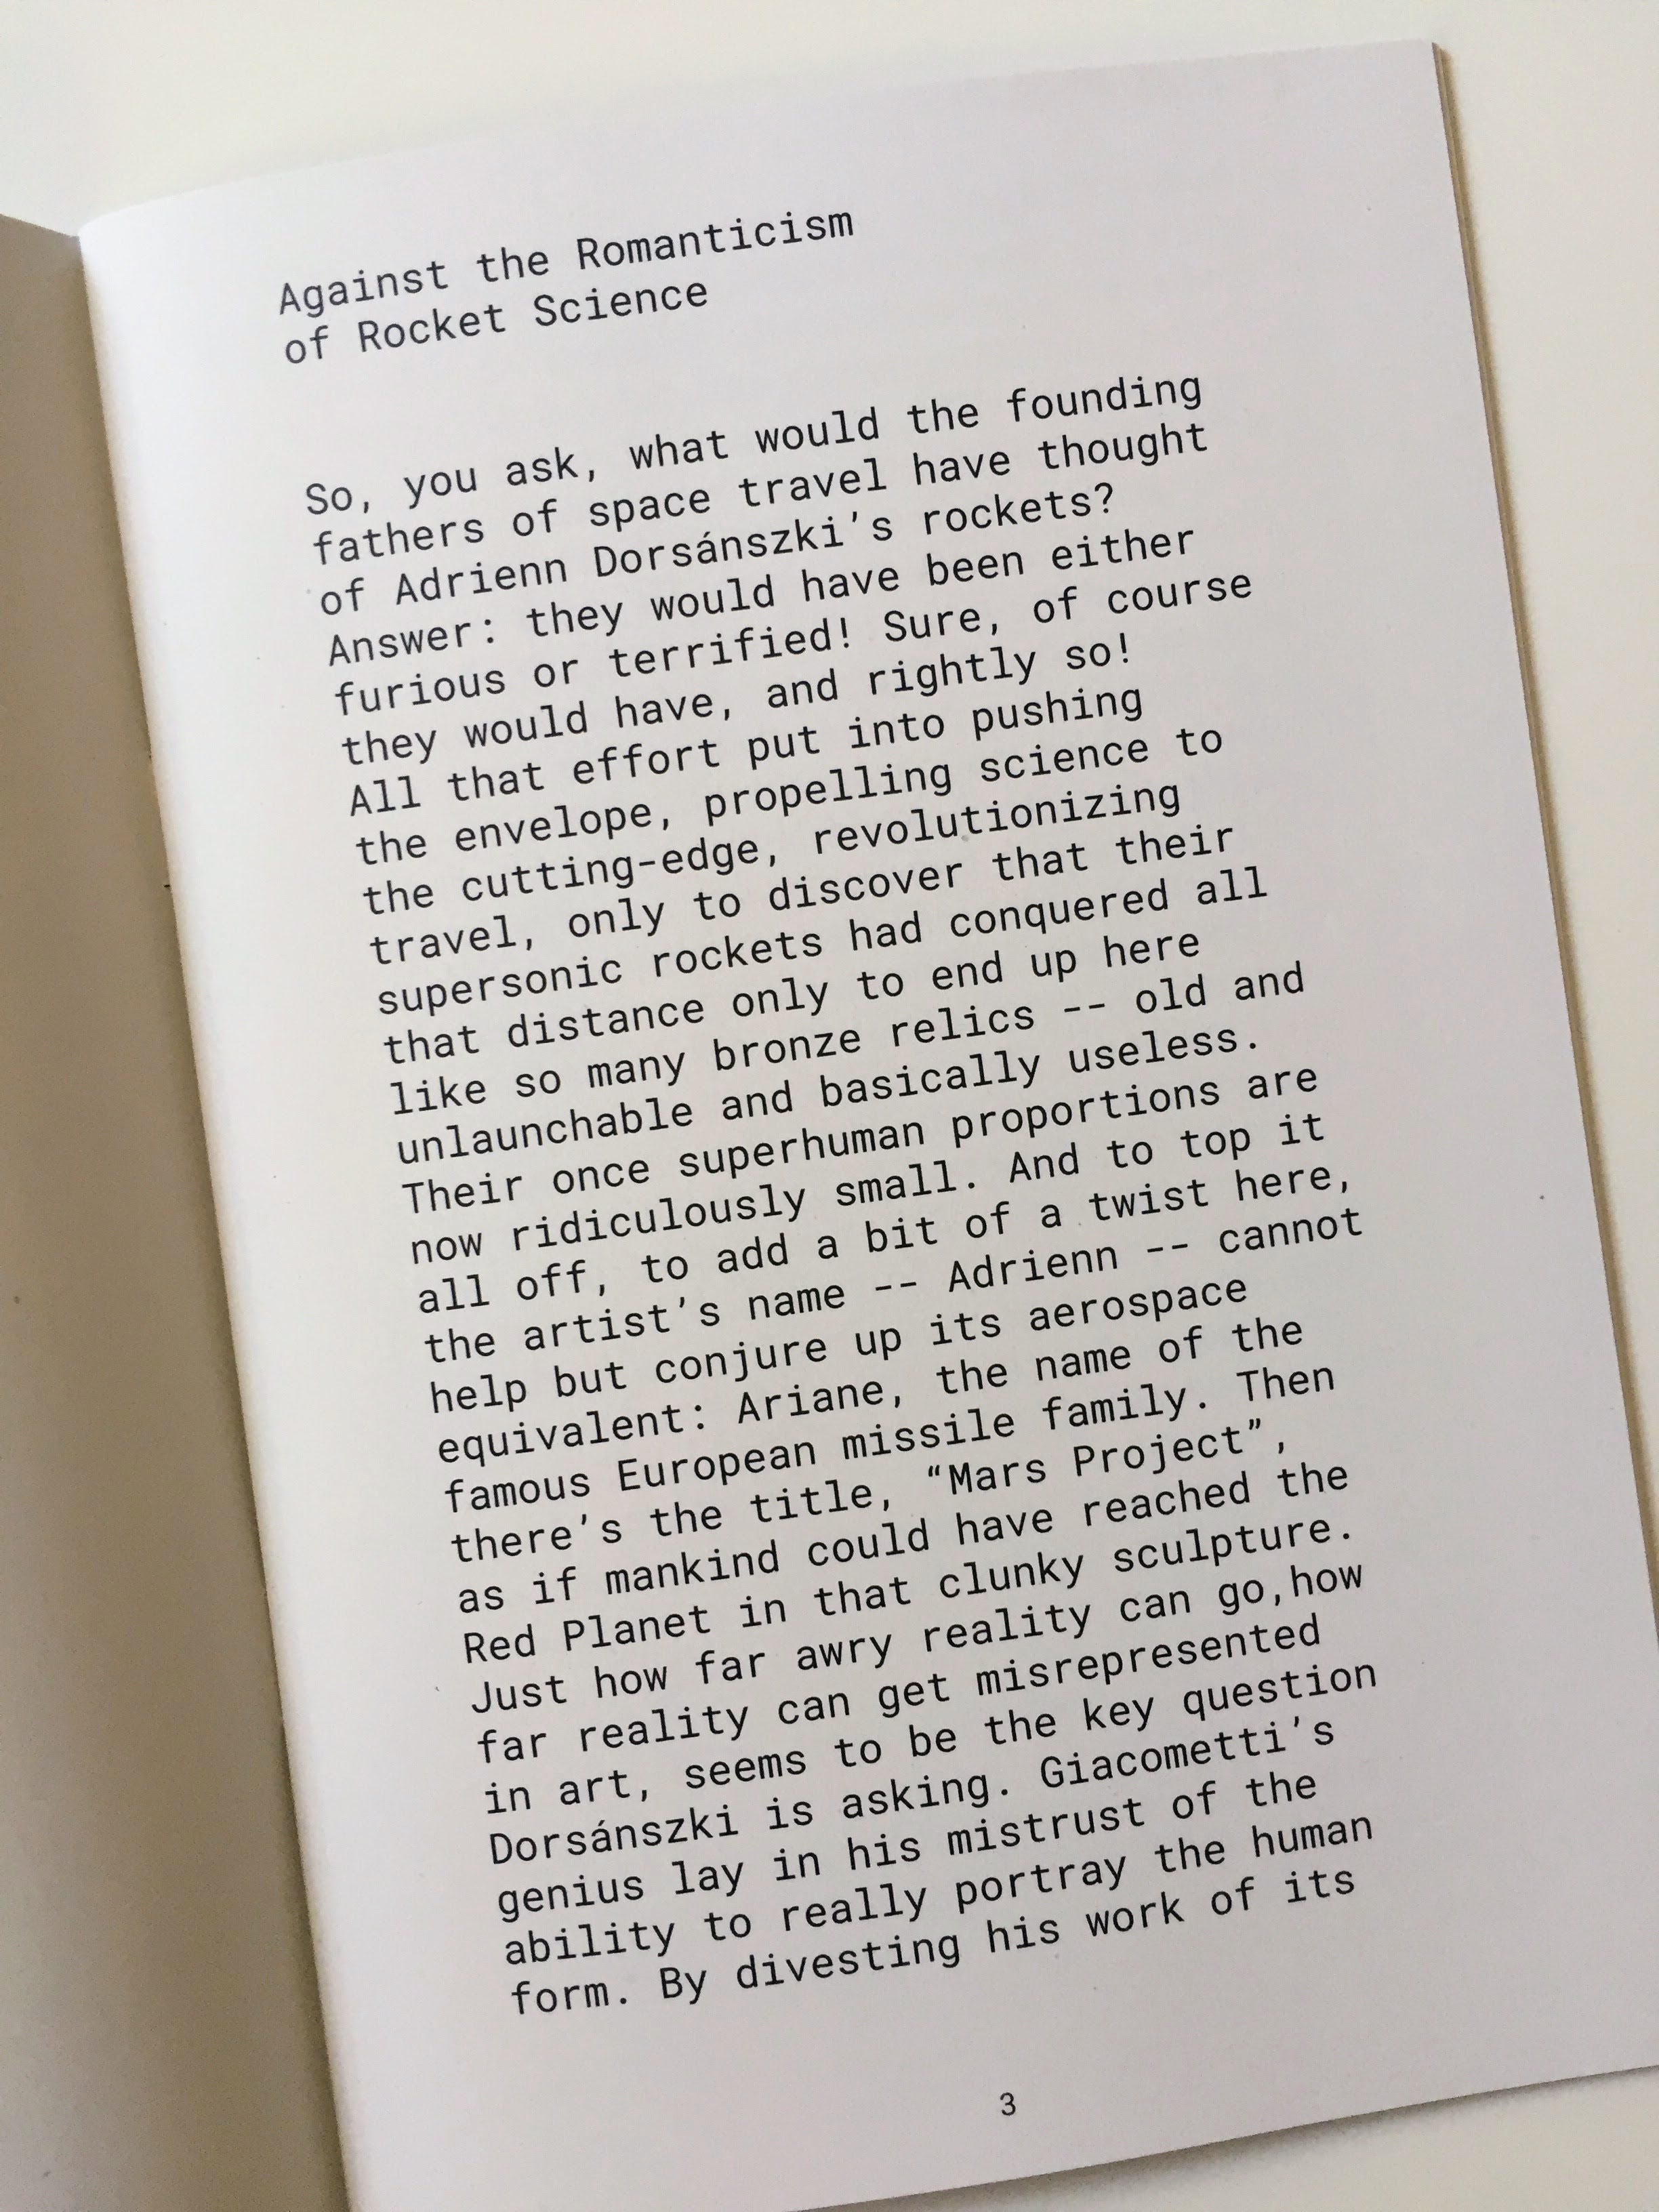 Against the Romanticism
of Rocket Science
So, you ask, what would the founding
fathers of space travel have thought
of Adrienn Dorsánszki’s rockets?
Answer: they would have been either
furious or terrified! Sure, of course
they would have, and rightly so!
All that effort put into pushing
the envelope, propelling science to
the cutting-edge, revolutionizing
travel, only to discover that their
supersonic rockets had conquered all
that distance only to end up here
like so many bronze relics -- old and
unlaunchable and basically useless.
Their once superhuman proportions are
now ridiculously small. And to top it
all off, to add a bit of a twist here,
the artist’s name -- Adrienn -- cannot
help but conjure up its aerospace
equivalent: Ariane, the name of the
famous European missile family. Then
there’s the title, “Mars Project”,
as if mankind could have reached the
Red Planet in that clunky sculpture.
Just how far awry reality can go,how
far reality can get misrepresented
in art, seems to be the key question
Dorsánszki is asking. Giacometti’s
genius lay in his mistrust of the
ability to really portray the human
form. By divesting his work of its
3